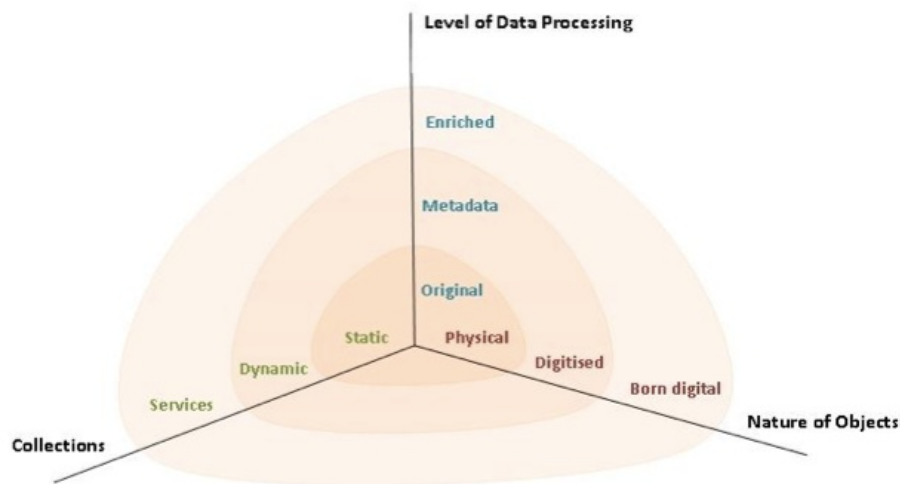 Level of Data Processing
Enriched
Metadata
Original
Static
Physical
Dynamic
Digitised
Services
Born digital
Collections
Nature of Objects